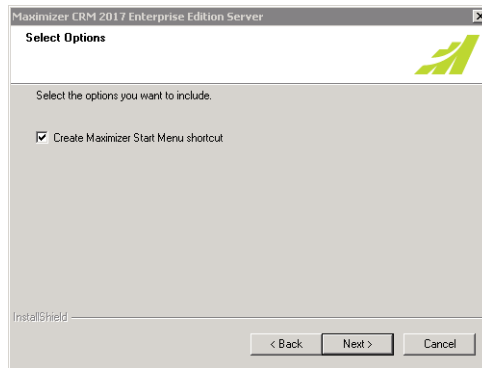 Maximizer CRM 2017 Enterprise Edition Server
Select Options
Select the options you want to include.
Create Maximizer Start Menu shortcut
InstallShield
< Back Next > Cancel